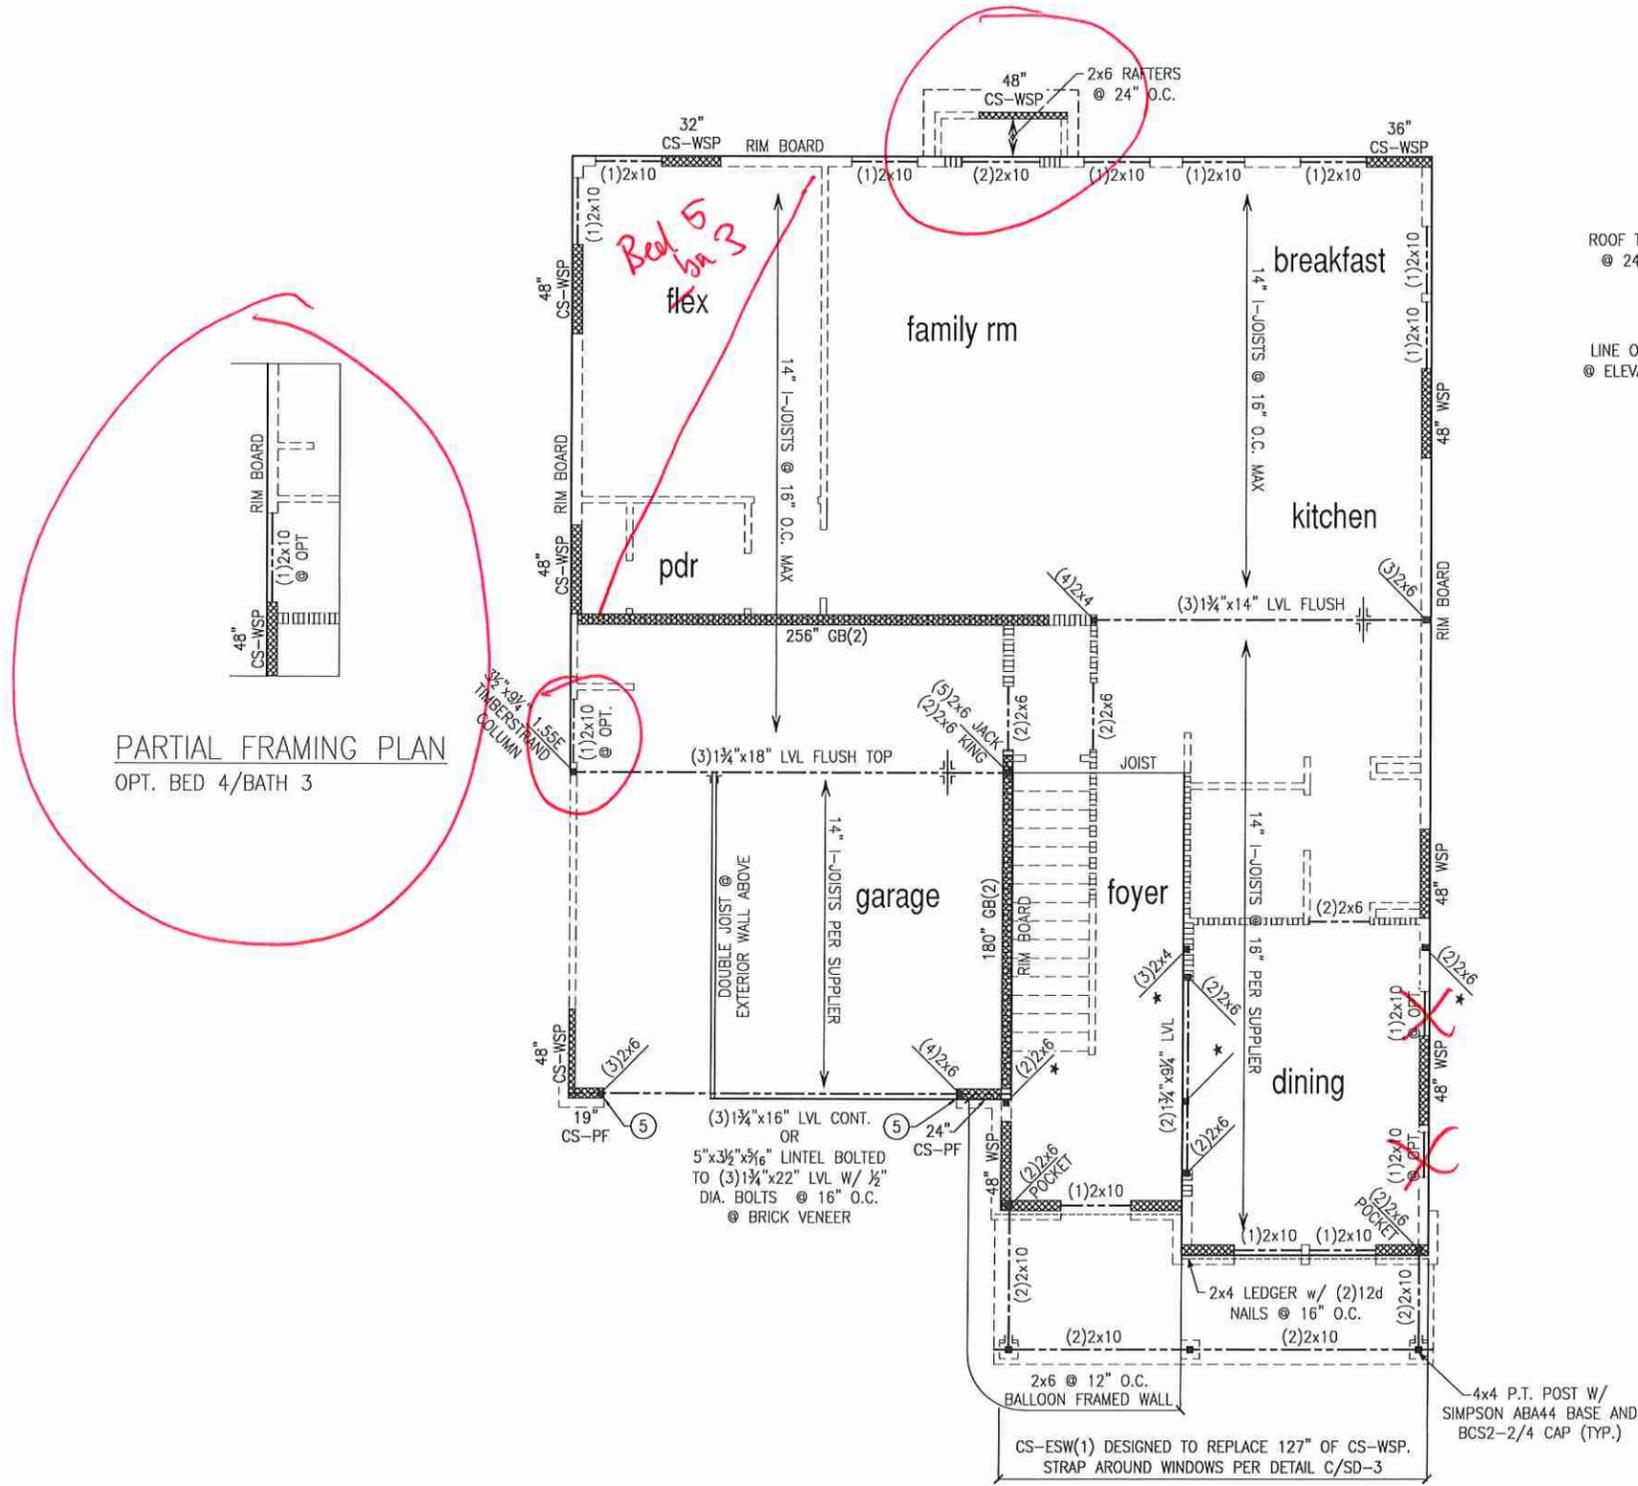 48"
CS-WSP
2x6 RAFTERS
@ 24" O.C.
32"
CS-WSP
RIM BOARD
36"
CS-WSP
(1)2x10
(1)2x10
(2)2x10
(1)2x10
(1)2x10
(1)2x10
(1)2x10
Bed 5
ba 3
flex
48"
CS-WSP
family rm
breakfast
(1)2x10
(1)2x10
ROOF T
@ 24
LINE O
@ ELEV
14" I-JOISTS @ 16" O.C. MAX
14" I-JOISTS @ 16" O.C. MAX
48" WSP
RIM BOARD
(1)2x10
@ OPT
48"
CS-WSP
PARTIAL FRAMING PLAN
OPT. BED 4/BATH 3
RIM BOARD
48"
CS-WSP
pdr
kitchen
(4)2x4
(3)2x6
(3)1¾"x14" LVL FLUSH
RIM BOARD
256" GB(2)
3½"x9¼" 1.55E
TIMBERSTRAND
COLUMN
(1)2x10
@ OPT.
(5)2x6 JACK
(2)2x6 KING
(2)2x6
(2)2x6
(3)1¾"x18" LVL FLUSH TOP
JOIST
14" I-JOISTS PER SUPPLIER
14" I-JOISTS @ 16" PER SUPPLIER
DOUBLE JOIST @
EXTERIOR WALL ABOVE
garage
180" GB(2)
RIM BOARD
foyer
48" WSP
(2)2x6
(3)2x4
★
(2)2x6
★
(2)1¾"x9¼" LVL
(2)2x6
(2)2x6
★
(1)2x10
@ OPT.
48" WSP
(1)2x10
@ OPT.
dining
48"
CS-WSP
(3)2x6
(4)2x6
(2)2x6
★
19"
CS-PF
5
(3)1¾"x16" LVL CONT.
OR
5"x3½"x5/16" LINTEL BOLTED
TO (3)1¾"x22" LVL W/ ½"
DIA. BOLTS @ 16" O.C.
@ BRICK VENEER
5
24"
CS-PF
48" WSP
(2)2x6
POCKET
(1)2x10
(2)2x6
POCKET
(1)2x10
(1)2x10
(2)2x10
2x4 LEDGER w/ (2)12d
NAILS @ 16" O.C.
(2)2x10
(2)2x10
(2)2x10
2x6 @ 12" O.C.
BALLOON FRAMED WALL
4x4 P.T. POST W/
SIMPSON ABA44 BASE AND
BCS2-2/4 CAP (TYP.)
CS-ESW(1) DESIGNED TO REPLACE 127" OF CS-WSP.
STRAP AROUND WINDOWS PER DETAIL C/SD-3